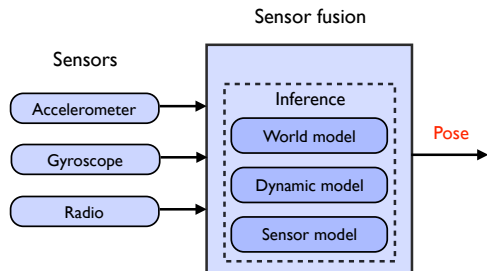 Sensor fusion
Sensors
Accelerometer
Gyroscope
Radio
Inference
World model
Dynamic model
Sensor model
Pose